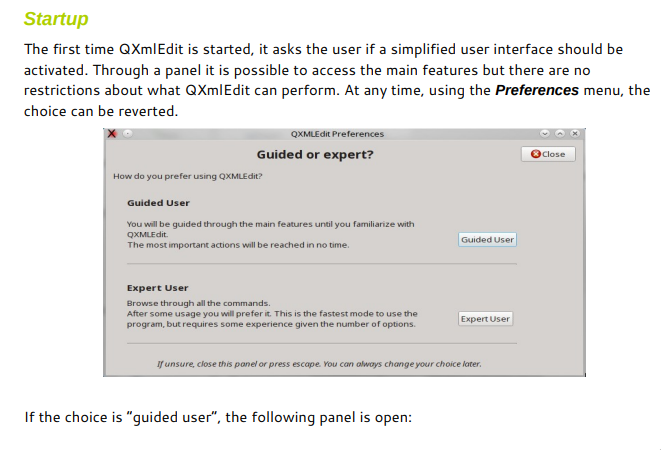 Startup
The first time QXmlEdit is started, it asks the user if a simplified user interface should be
activated. Through a panel it is possible to access the main features but there are no
restrictions about what QXmlEdit can perform. At any time, using the Preferences menu, the
choice can be reverted.
QXMLEdit Preferences
Guided or expert?
Close
How do you prefer using QXMLEdit?
Guided User
You will be guided through the main features until you familiarize with
QXMLEdit.
The most important actions will be reached in no time.
Guided User
Expert User
Browse through all the commands.
After some usage you will prefer it. This is the fastest mode to use the
program, but requires some experience given the number of options.
Expert User
If unsure, close this panel or press escape. You can always change your choice later.
If the choice is “guided user”, the following panel is open: